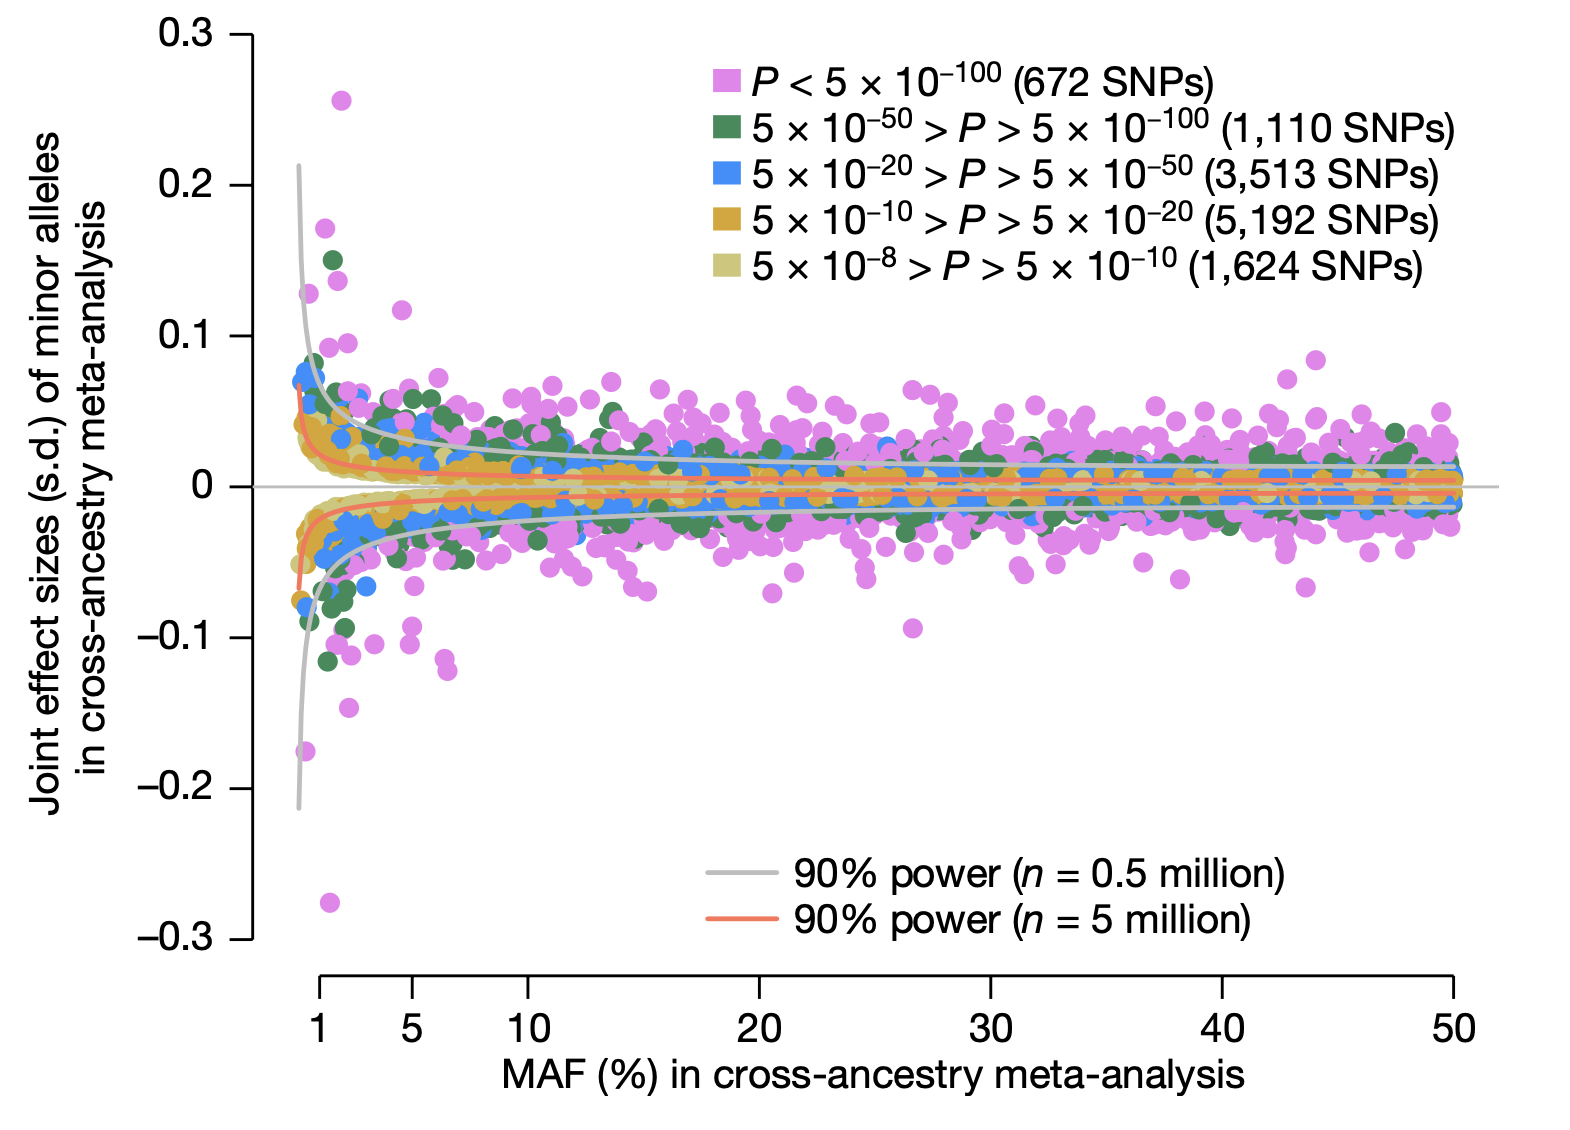 0.3
0.2
0.1
0
−0.1
−0.2
−0.3
Joint effect sizes (s.d.) of minor alleles
in cross-ancestry meta-analysis
P < 5 × 10⁻¹⁰⁰ (672 SNPs)
5 × 10⁻⁵⁰ > P > 5 × 10⁻¹⁰⁰ (1,110 SNPs)
5 × 10⁻²⁰ > P > 5 × 10⁻⁵⁰ (3,513 SNPs)
5 × 10⁻¹⁰ > P > 5 × 10⁻²⁰ (5,192 SNPs)
5 × 10⁻⁸ > P > 5 × 10⁻¹⁰ (1,624 SNPs)
90% power (n = 0.5 million)
90% power (n = 5 million)
1 5 10 20 30 40 50
MAF (%) in cross-ancestry meta-analysis